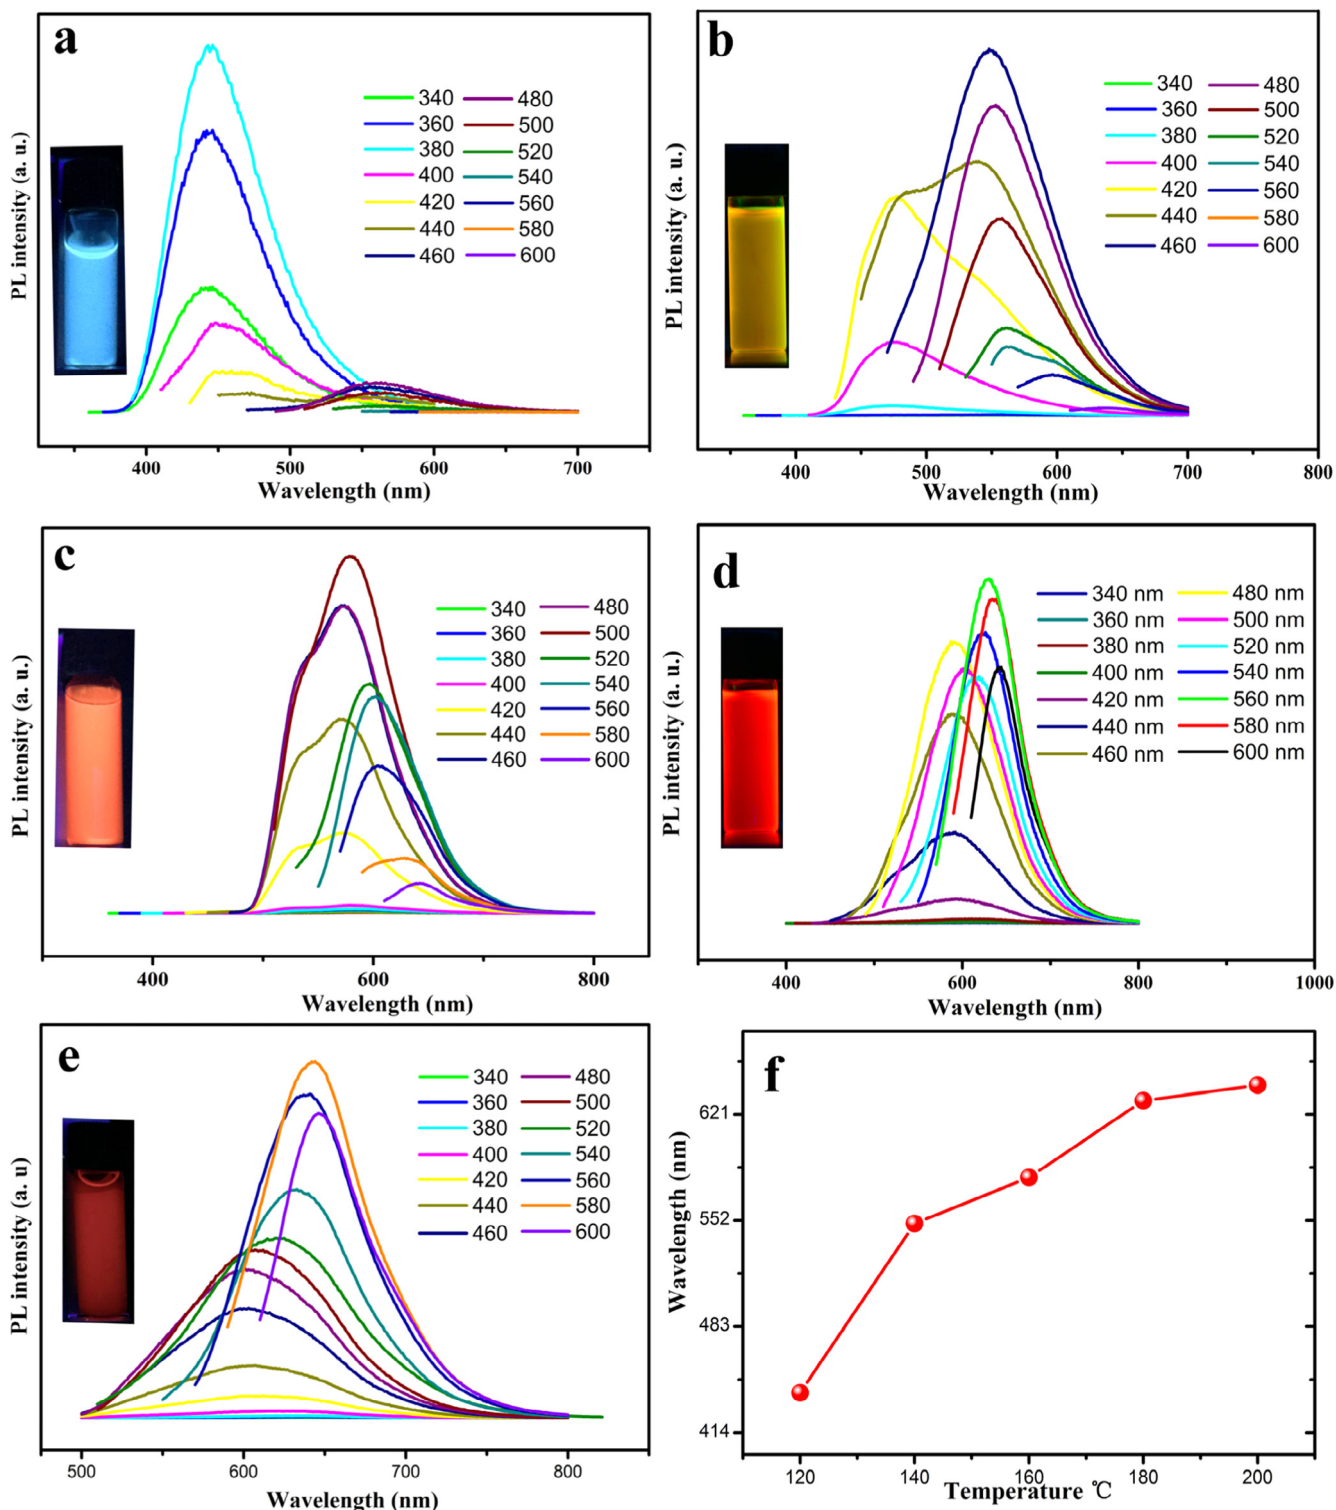 a
b
PL intensity (a. u.)
340 480
360 500
380 520
400 540
420 560
440 580
460 600
400 500 600 700
Wavelength (nm)
PL intensity (a. u.)
340 480
360 500
380 520
400 540
420 560
440 580
460 600
400 500 600 700 800
Wavelength (nm)
c
d
PL intensity (a. u.)
340 480
360 500
380 520
400 540
420 560
440 580
460 600
400 600 800
Wavelength (nm)
PL intensity (a. u.)
340 nm 480 nm
360 nm 500 nm
380 nm 520 nm
400 nm 540 nm
420 nm 560 nm
440 nm 580 nm
460 nm 600 nm
400 600 800 1000
Wavelength (nm)
e
f
PL intensity (a. u)
340 480
360 500
380 520
400 540
420 560
440 580
460 600
500 600 700 800
Wavelength (nm)
Wavelength (nm)
621
552
483
414
120 140 160 180 200
Temperature ℃